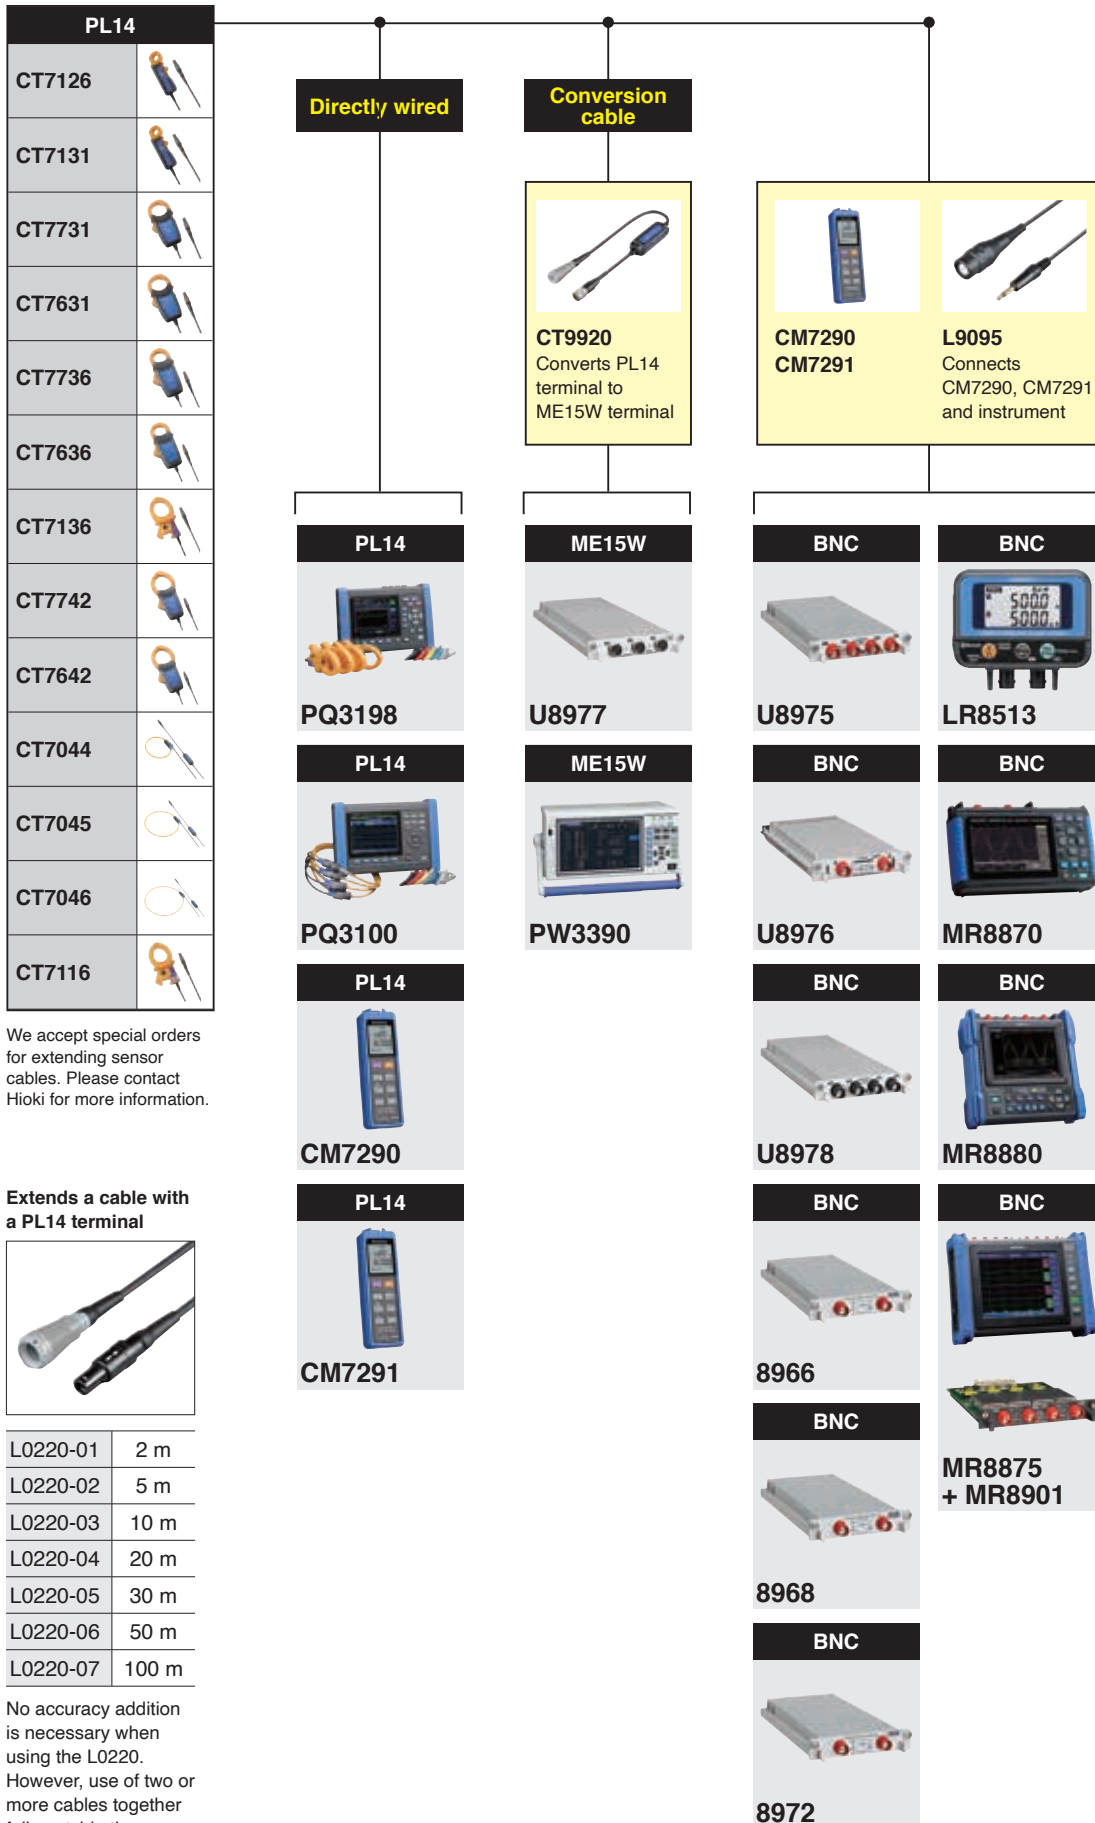 PL14
CT7126
CT7131
CT7731
CT7631
CT7736
CT7636
CT7136
CT7742
CT7642
CT7044
CT7045
CT7046
CT7116
We accept special orders
for extending sensor
cables. Please contact
Hioki for more information.
Extends a cable with
a PL14 terminal
L0220-01 2 m
L0220-02 5 m
L0220-03 10 m
L0220-04 20 m
L0220-05 30 m
L0220-06 50 m
L0220-07 100 m
No accuracy addition
is necessary when
using the L0220.
However, use of two or
more cables together
Directly wired
PL14
PQ3198
PL14
PQ3100
PL14
CM7290
PL14
CM7291
Conversion
cable
CT9920
Converts PL14
terminal to
ME15W terminal
ME15W
U8977
ME15W
PW3390
CM7290
CM7291
L9095
Connects
CM7290, CM7291
and instrument
BNC
U8975
BNC
U8976
BNC
U8978
BNC
8966
BNC
8968
BNC
8972
BNC
500.0
500.0
LR8513
BNC
MR8870
BNC
MR8880
BNC
MR8875
+ MR8901